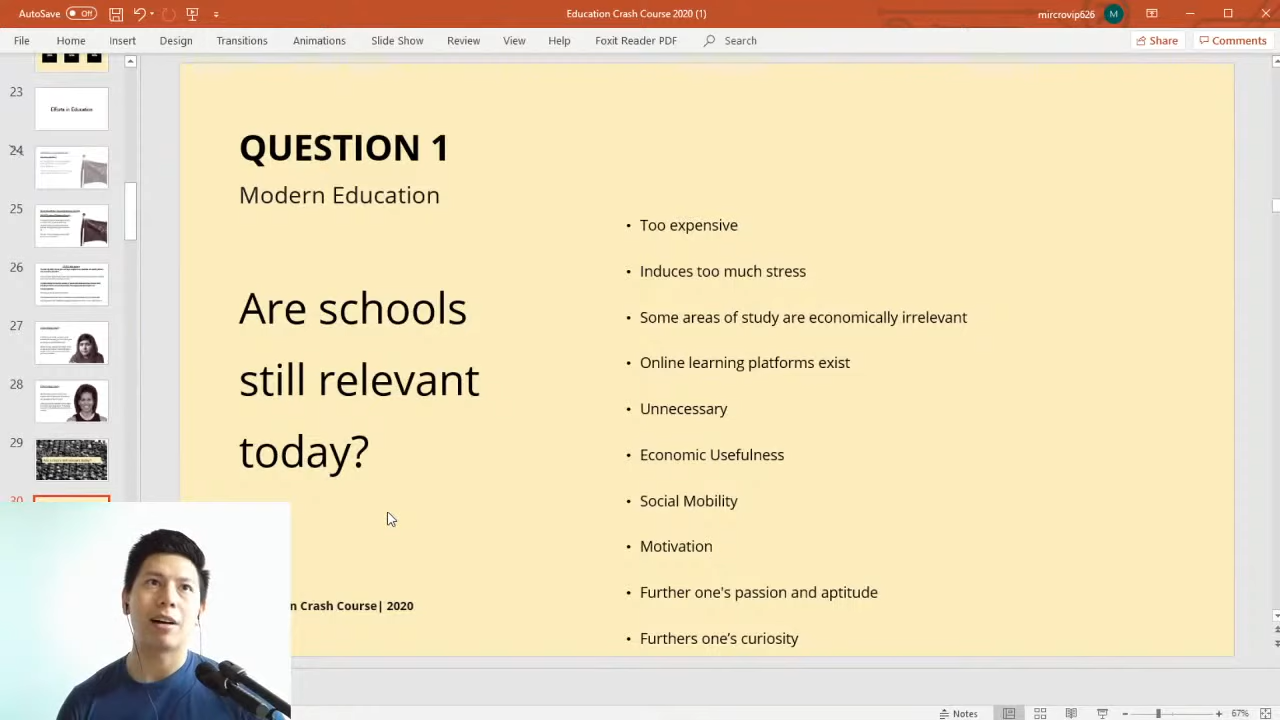 AutoSave Off
Education Crash Course 2020 (1)
mircrovip626
M
File Home Insert Design Transitions Animations Slide Show Review View Help Foxit Reader PDF Search
Share Comments
23
Efforts in Education
24
25
26
27
28
29
QUESTION 1
Modern Education
Are schools
still relevant
today?
• Too expensive
• Induces too much stress
• Some areas of study are economically irrelevant
• Online learning platforms exist
• Unnecessary
• Economic Usefulness
• Social Mobility
• Motivation
• Further one's passion and aptitude
• Furthers one’s curiosity
n Crash Course| 2020
Notes
67%